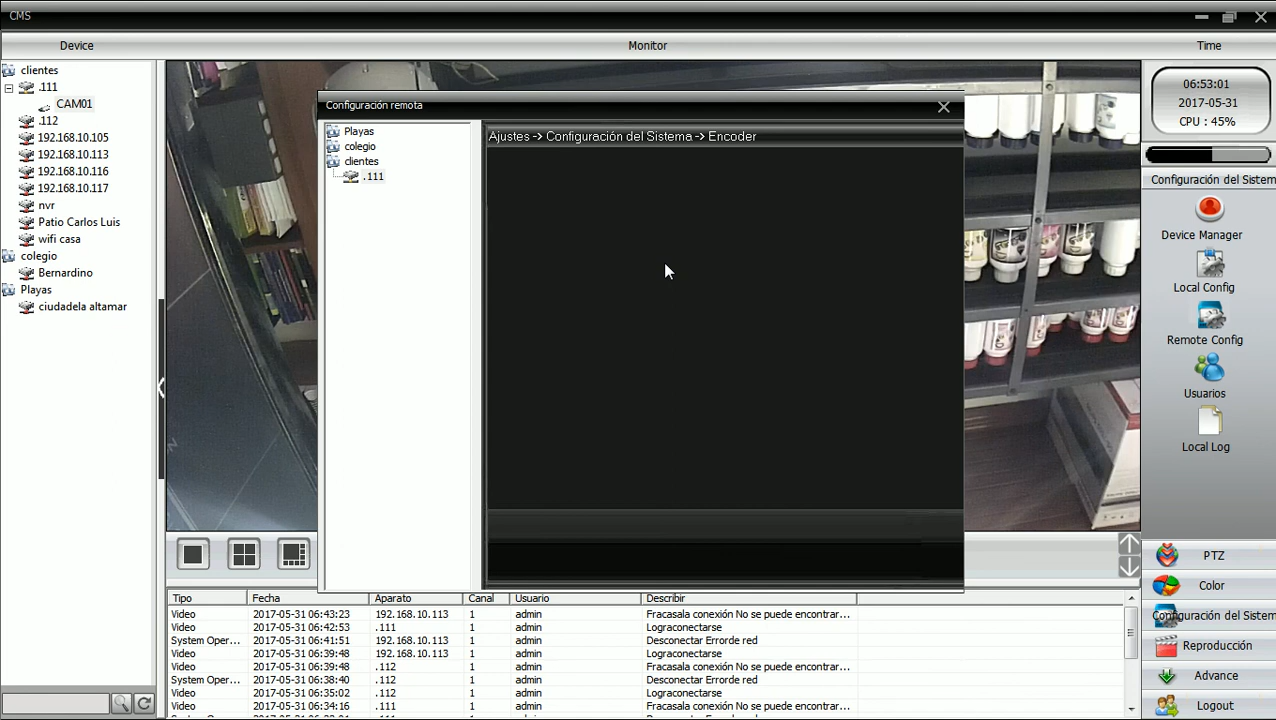 CMS
Device
Monitor
Time
clientes
.111
CAM01
.112
192.168.10.105
192.168.10.113
192.168.10.116
192.168.10.117
nvr
Patio Carlos Luis
wifi casa
colegio
Bernardino
Playas
ciudadela altamar
Configuración remota
Playas
colegio
clientes
.111
Ajustes -> Configuración del Sistema -> Encoder
06:53:01
2017-05-31
CPU : 45%
Configuración del Sistem
Device Manager
Local Config
Remote Config
Usuarios
Local Log
PTZ
Color
Configuración del Sistem
Reproducción
Advance
Logout
Tipo Fecha Aparato Canal Usuario Describir
Video 2017-05-31 06:43:23 192.168.10.113 1 admin Fracasala conexión No se puede encontrar...
Video 2017-05-31 06:42:53 .111 1 admin Lograconectarse
System Oper... 2017-05-31 06:41:51 192.168.10.113 1 admin Desconectar Errorde red
Video 2017-05-31 06:39:48 192.168.10.113 1 admin Lograconectarse
Video 2017-05-31 06:39:48 .112 1 admin Fracasala conexión No se puede encontrar...
System Oper... 2017-05-31 06:38:40 .112 1 admin Desconectar Errorde red
Video 2017-05-31 06:35:02 .112 1 admin Lograconectarse
Video 2017-05-31 06:34:16 .111 1 admin Fracasala conexión No se puede encontrar...